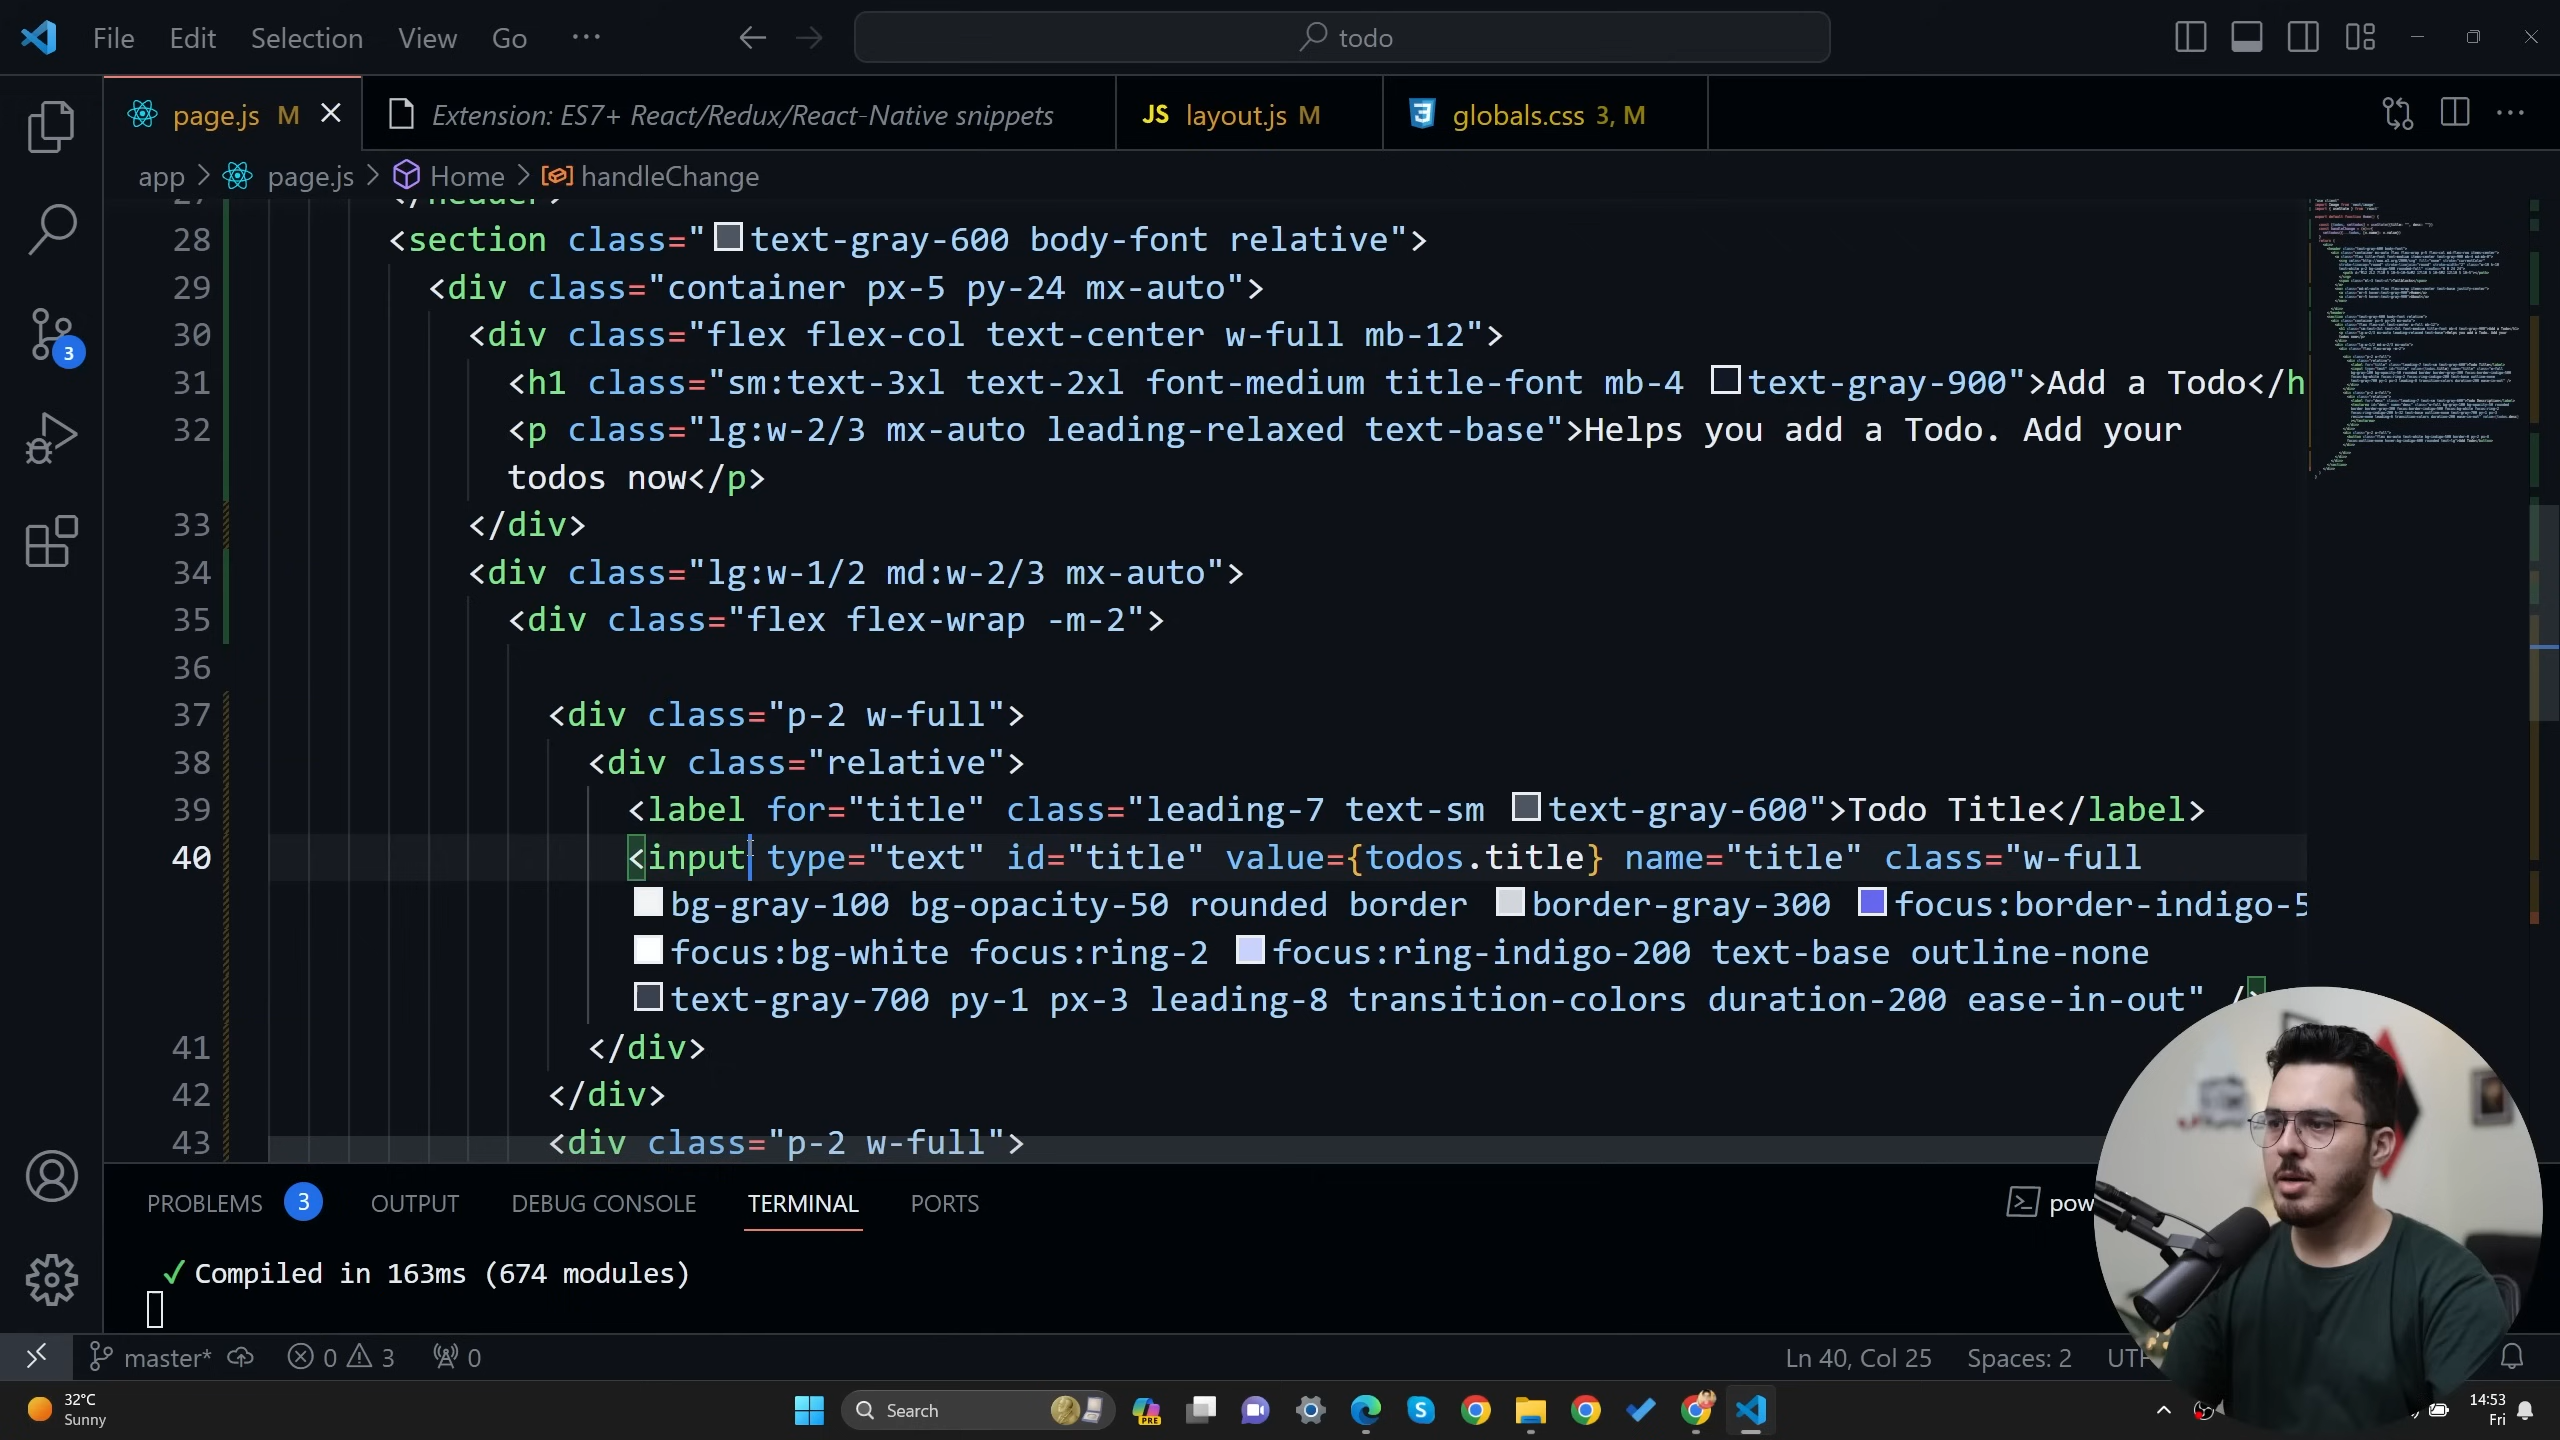 File Edit Selection View Go ··· todo
page.js M Extension: ES7+ React/Redux/React-Native snippets JS layout.js M globals.css 3, M
app > page.js > Home > handleChange
27 </header>
28 <section class="text-gray-600 body-font relative">
29 <div class="container px-5 py-24 mx-auto">
30 <div class="flex flex-col text-center w-full mb-12">
31 <h1 class="sm:text-3xl text-2xl font-medium title-font mb-4 text-gray-900">Add a Todo</h
32 <p class="lg:w-2/3 mx-auto leading-relaxed text-base">Helps you add a Todo. Add your
todos now</p>
33 </div>
34 <div class="lg:w-1/2 md:w-2/3 mx-auto">
35 <div class="flex flex-wrap -m-2">
36
37 <div class="p-2 w-full">
38 <div class="relative">
39 <label for="title" class="leading-7 text-sm text-gray-600">Todo Title</label>
40 <input type="text" id="title" value={todos.title} name="title" class="w-full
bg-gray-100 bg-opacity-50 rounded border border-gray-300 focus:border-indigo-5
focus:bg-white focus:ring-2 focus:ring-indigo-200 text-base outline-none
text-gray-700 py-1 px-3 leading-8 transition-colors duration-200 ease-in-out" />
41 </div>
42 </div>
43 <div class="p-2 w-full">
3
PROBLEMS 3 OUTPUT DEBUG CONSOLE TERMINAL PORTS pow
✓ Compiled in 163ms (674 modules)
master* 0 3 0 Ln 40, Col 25 Spaces: 2 UTF
32°C
Sunny
Search
PRE
14:53
Fri